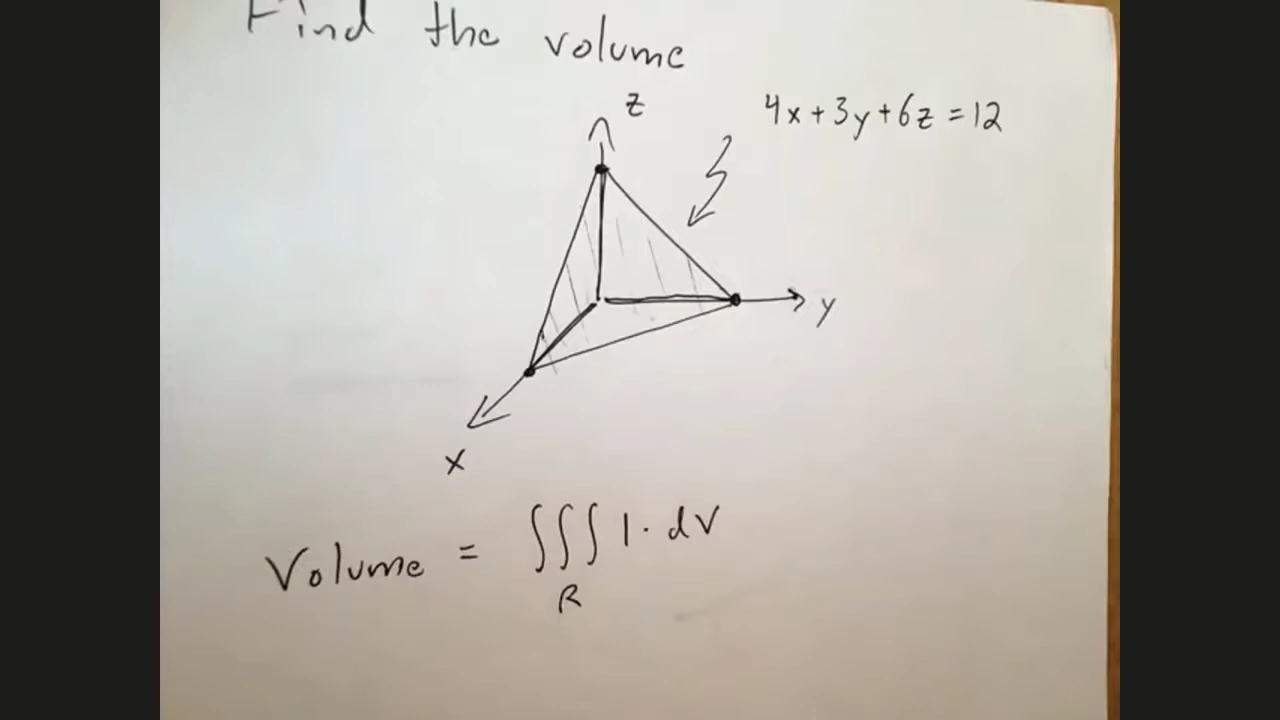 Find the volume
z
4x+3y+6z=12
y
x
Volume = ∭ 1· dV
R